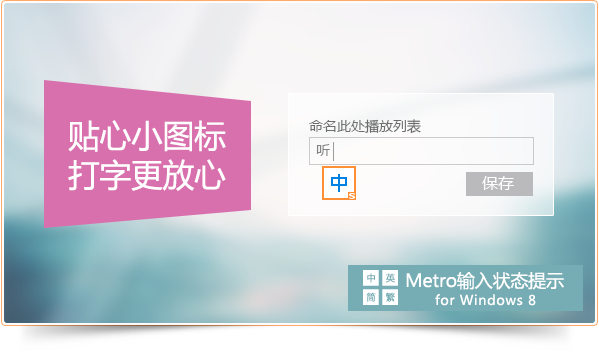 贴心小图标
打字更放心
命名此处播放列表
听
中
S
保存
中 英
简 繁
Metro输入状态提示
for Windows 8